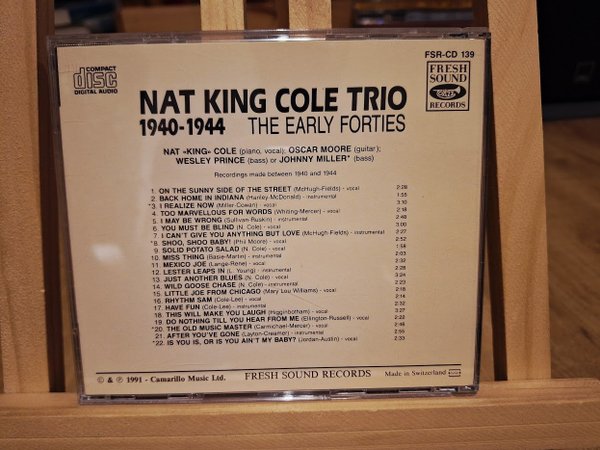 FSR-CD 139
COMPACT
disc
DIGITAL AUDIO
FRESH
SOUND
RECORDS
NAT KING COLE TRIO
1940-1944 THE EARLY FORTIES
NAT «KING» COLE (piano, vocal); OSCAR MOORE (guitar);
WESLEY PRINCE (bass) or JOHNNY MILLER* (bass)
Recordings made between 1940 and 1944
1. ON THE SUNNY SIDE OF THE STREET (McHugh-Fields) - vocal 2:28
2. BACK HOME IN INDIANA (Hanley-McDonald) - instrumental 1:55
*3. I REALIZE NOW (Miller-Cowan) - vocal 3:10
4. TOO MARVELLOUS FOR WORDS (Whiting-Mercer) - vocal 2:18
5. I MAY BE WRONG (Sullivan-Ruskin) - instrumental 2:48
6. YOU MUST BE BLIND (N. Cole) - vocal 3:00
7. I CAN'T GIVE YOU ANYTHING BUT LOVE (McHugh-Fields) - instrumental 2:27
*8. SHOO, SHOO BABY! (Phil Moore) - vocal 2:52
9. SOLID POTATO SALAD (N. Cole) - vocal 1:58
10. MISS THING (Basie-Martin) - instrumental 2:03
11. MEXICO JOE (Lange-Rene) - vocal 2:32
12. LESTER LEAPS IN (L. Young) - instrumental 2:28
13. JUST ANOTHER BLUES (N. Cole) - vocal 3:24
14. WILD GOOSE CHASE (N. Cole) - instrumental 2:23
15. LITTLE JOE FROM CHICAGO (Mary Lou Williams) - vocal 2:18
16. RHYTHM SAM (Cole-Lee) - vocal 2:16
17. HAVE FUN (Cole-Lee) - instrumental
18. THIS WILL MAKE YOU LAUGH (Higginbotham) - vocal
19. DO NOTHING TILL YOU HEAR FROM ME (Ellington-Russell) - vocal 2:22
*20. THE OLD MUSIC MASTER (Carmichael-Mercer) - vocal 2:46
21. AFTER YOU'VE GONE (Layton-Creamer) - instrumental 2:55
*22. IS YOU IS, OR IS YOU AIN'T MY BABY? (Jordan-Austin) - vocal 2:33
© & ℗ 1991 - Camarillo Music Ltd. FRESH SOUND RECORDS Made in Switzerland